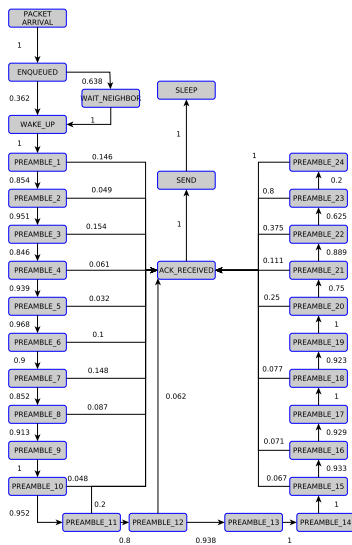 PACKET
ARRIVAL
1
ENQUEUED
0.638
0.362
WAIT_NEIGHBOR
SLEEP
WAKE_UP
1
1
1
PREAMBLE_1
0.146
1
PREAMBLE_24
0.854
0.2
PREAMBLE_2
0.049
SEND
0.8
PREAMBLE_23
0.951
0.625
PREAMBLE_3
0.154
1
0.375
PREAMBLE_22
0.846
0.889
PREAMBLE_4
0.061
ACK_RECEIVED
0.111
PREAMBLE_21
0.939
0.75
PREAMBLE_5
0.032
0.25
PREAMBLE_20
0.968
1
PREAMBLE_6
0.1
PREAMBLE_19
0.9
0.923
PREAMBLE_7
0.148
0.077
PREAMBLE_18
0.852
0.062
1
PREAMBLE_8
0.087
PREAMBLE_17
0.913
0.929
PREAMBLE_9
0.071
PREAMBLE_16
1
0.933
PREAMBLE_10
0.048
0.067
PREAMBLE_15
0.952
0.2
1
PREAMBLE_11
PREAMBLE_12
PREAMBLE_13
PREAMBLE_14
0.8
0.938
1